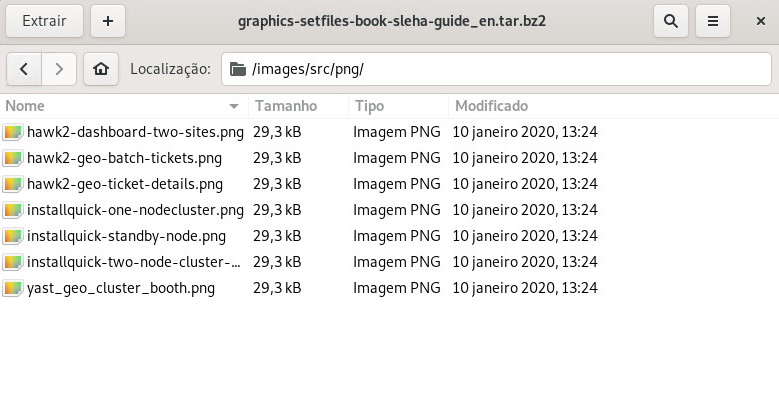 Extrair + graphics-setfiles-book-sleha-guide_en.tar.bz2
Localização: /images/src/png/
Nome Tamanho Tipo Modificado
hawk2-dashboard-two-sites.png 29,3 kB Imagem PNG 10 janeiro 2020, 13:24
hawk2-geo-batch-tickets.png 29,3 kB Imagem PNG 10 janeiro 2020, 13:24
hawk2-geo-ticket-details.png 29,3 kB Imagem PNG 10 janeiro 2020, 13:24
installquick-one-nodecluster.png 29,3 kB Imagem PNG 10 janeiro 2020, 13:24
installquick-standby-node.png 29,3 kB Imagem PNG 10 janeiro 2020, 13:24
installquick-two-node-cluster-... 29,3 kB Imagem PNG 10 janeiro 2020, 13:24
yast_geo_cluster_booth.png 29,3 kB Imagem PNG 10 janeiro 2020, 13:24